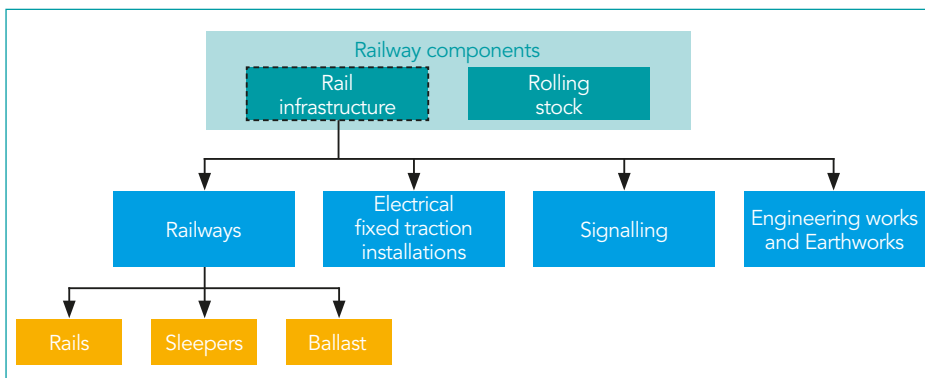 Railway components
Rail
infrastructure
Rolling
stock
Railways
Electrical
fixed traction
installations
Signalling
Engineering works
and Earthworks
Rails
Sleepers
Ballast